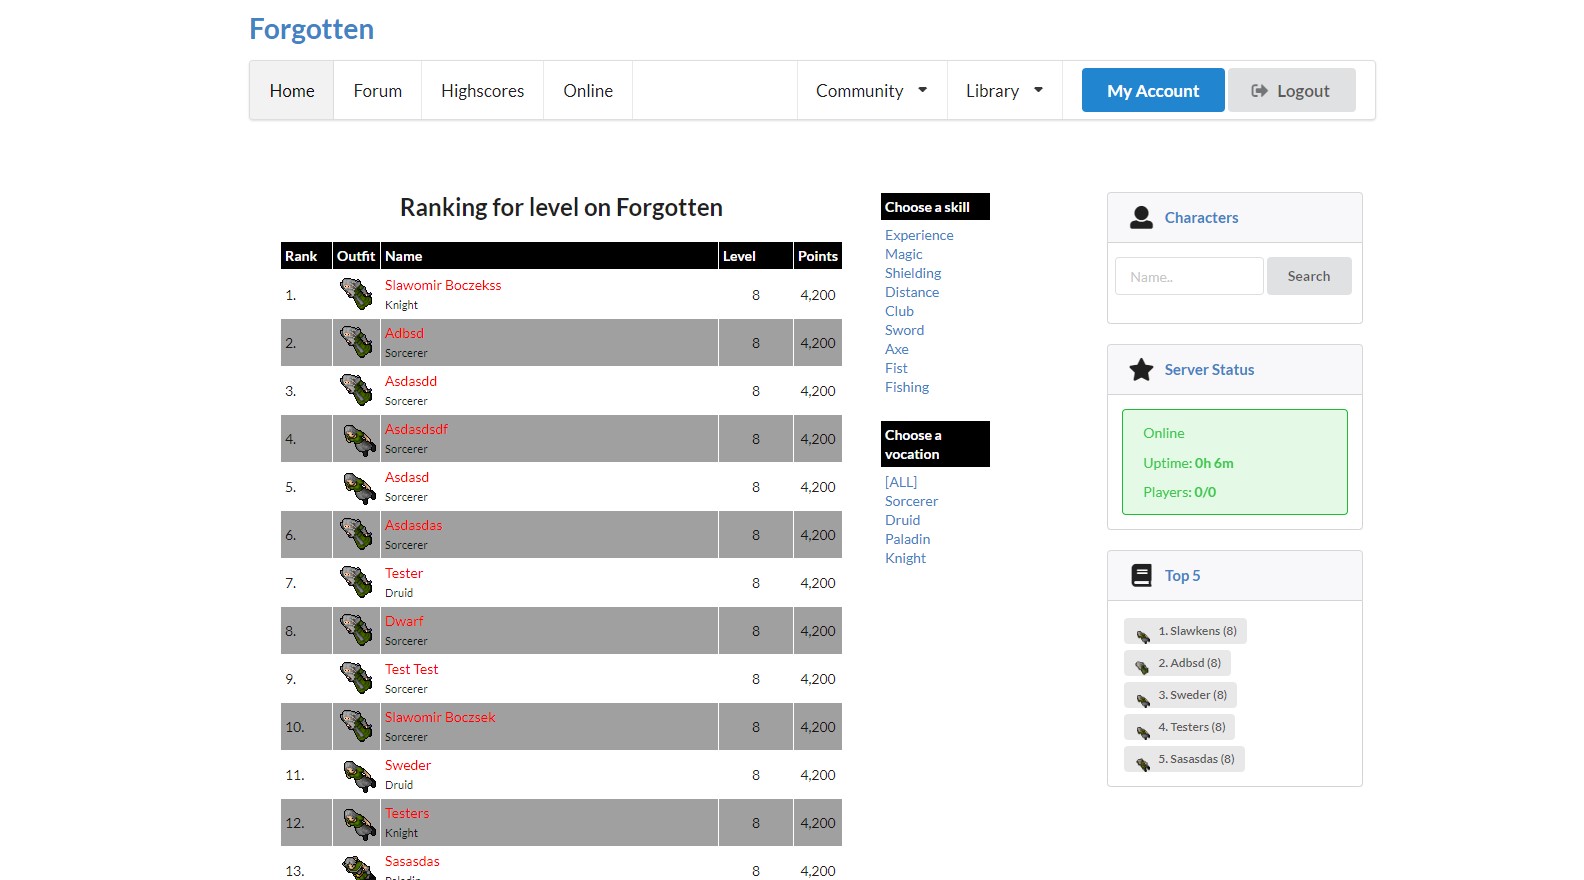 Forgotten
Home Forum Highscores Online Community Library My Account Logout
Ranking for level on Forgotten
Rank Outfit Name Level Points
1. Slawomir Boczekss 8 4,200
Knight
2. Adbsd 8 4,200
Sorcerer
3. Asdasdd 8 4,200
Sorcerer
4. Asdasdsdf 8 4,200
Sorcerer
5. Asdasd 8 4,200
Sorcerer
6. Asdasdas 8 4,200
Sorcerer
7. Tester 8 4,200
Druid
8. Dwarf 8 4,200
Sorcerer
9. Test Test 8 4,200
Sorcerer
10. Slawomir Boczsek 8 4,200
Sorcerer
11. Sweder 8 4,200
Druid
12. Testers 8 4,200
Knight
13. Sasasdas 8 4,200
Paladin
Choose a skill
Experience
Magic
Shielding
Distance
Club
Sword
Axe
Fist
Fishing
Choose a
vocation
[ALL]
Sorcerer
Druid
Paladin
Knight
Characters
Name.. Search
Server Status
Online
Uptime: 0h 6m
Players: 0/0
Top 5
1. Slawkens (8)
2. Adbsd (8)
3. Sweder (8)
4. Testers (8)
5. Sasasdas (8)